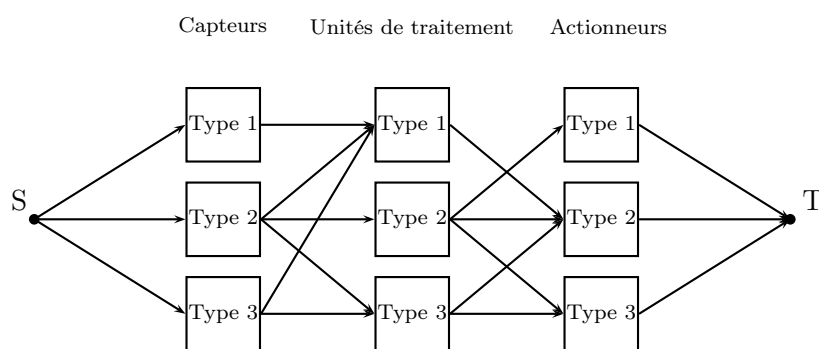 Capteurs Unités de traitement Actionneurs
Type 1 Type 1 Type 1
S T
Type 2 Type 2 Type 2
Type 3 Type 3 Type 3